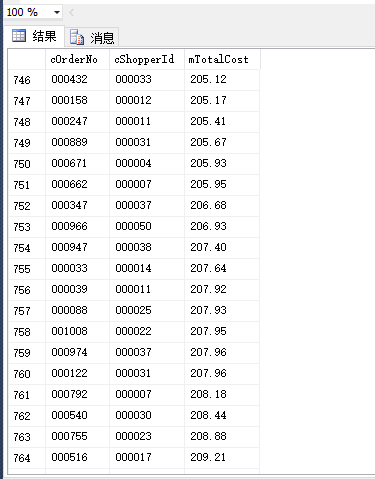 100 %
结果 消息
cOrderNo cShopperId mTotalCost
746 000432 000033 205.12
747 000158 000012 205.17
748 000247 000011 205.41
749 000889 000031 205.67
750 000671 000004 205.93
751 000662 000007 205.95
752 000347 000037 206.68
753 000966 000050 206.93
754 000947 000038 207.40
755 000033 000014 207.64
756 000039 000011 207.92
757 000088 000025 207.93
758 001008 000022 207.95
759 000974 000037 207.96
760 000122 000031 207.96
761 000792 000007 208.18
762 000540 000030 208.44
763 000755 000023 208.88
764 000516 000017 209.21